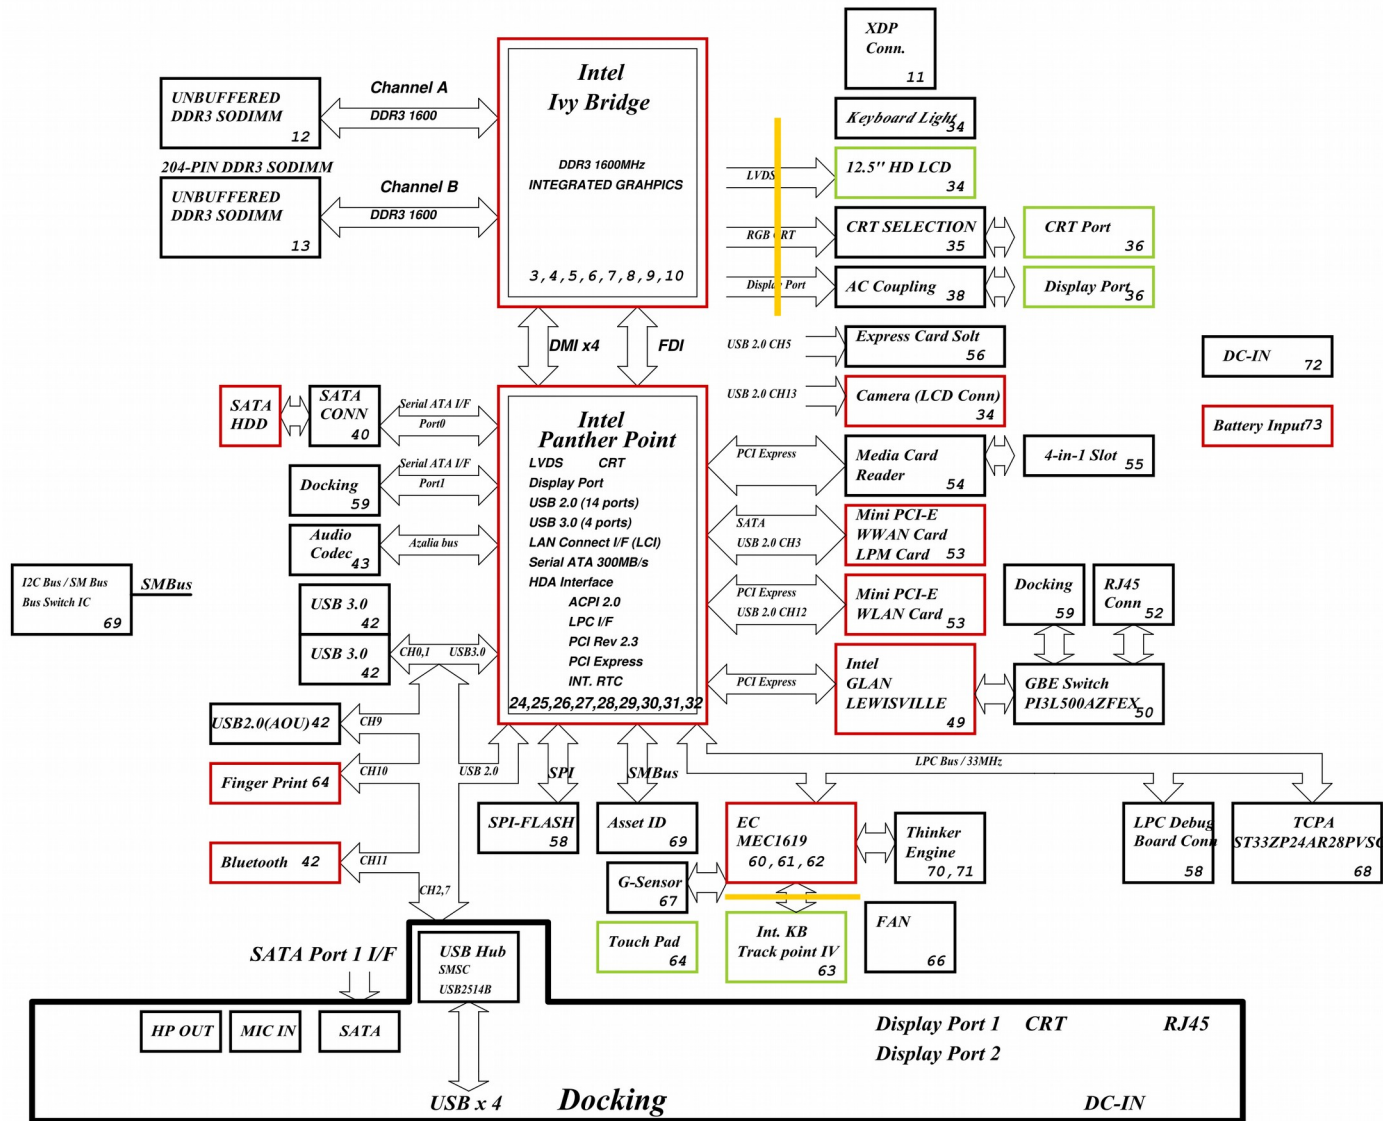 XDP
Conn.
11
Intel
Ivy Bridge
DDR3 1600MHz
INTEGRATED GRAHPICS
3,4,5,6,7,8,9,10
UNBUFFERED
DDR3 SODIMM
12
Channel A
DDR3 1600
204-PIN DDR3 SODIMM
UNBUFFERED
DDR3 SODIMM
13
Channel B
DDR3 1600
Keyboard Light
34
LVDS
12.5" HD LCD
34
RGB CRT
CRT SELECTION
35
CRT Port
36
Display Port
AC Coupling
38
Display Port
36
DMI x4
FDI
USB 2.0 CH5
Express Card Solt
56
USB 2.0 CH13
Camera (LCD Conn)
34
DC-IN
72
Battery Input73
SATA
HDD
SATA
CONN
40
Serial ATA I/F
Port0
Docking
59
Serial ATA I/F
Port1
Audio
Codec
43
Azalia bus
Intel
Panther Point
LVDS CRT
Display Port
USB 2.0 (14 ports)
USB 3.0 (4 ports)
LAN Connect I/F (LCI)
Serial ATA 300MB/s
HDA Interface
ACPI 2.0
LPC I/F
PCI Rev 2.3
PCI Express
INT. RTC
24,25,26,27,28,29,30,31,32
PCI Express
Media Card
Reader
54
4-in-1 Slot
55
SATA
USB 2.0 CH3
Mini PCI-E
WWAN Card
LPM Card
53
PCI Express
USB 2.0 CH12
Mini PCI-E
WLAN Card
53
Docking
59
RJ45
Conn
52
PCI Express
Intel
GLAN
LEWISVILLE
49
GBE Switch
PI3L500AZFEX
50
I2C Bus / SM Bus
Bus Switch IC
69
SMBus
USB 3.0
42
USB 3.0
42
CH0,1
USB3.0
USB2.0(AOU)
42
CH9
Finger Print
64
CH10
Bluetooth
42
CH11
CH2,7
USB 2.0
SPI
SMBus
LPC Bus / 33MHz
SPI-FLASH
58
Asset ID
69
EC
MEC1619
60,61,62
Thinker
Engine
70,71
LPC Debug
Board Conn
58
TCPA
ST33ZP24AR28PVSC
68
G-Sensor
67
Touch Pad
64
Int. KB
Track point IV
63
FAN
66
SATA Port 1 I/F
USB Hub
SMSC
USB2514B
HP OUT
MIC IN
SATA
Display Port 1
CRT
RJ45
Display Port 2
USB x 4
Docking
DC-IN